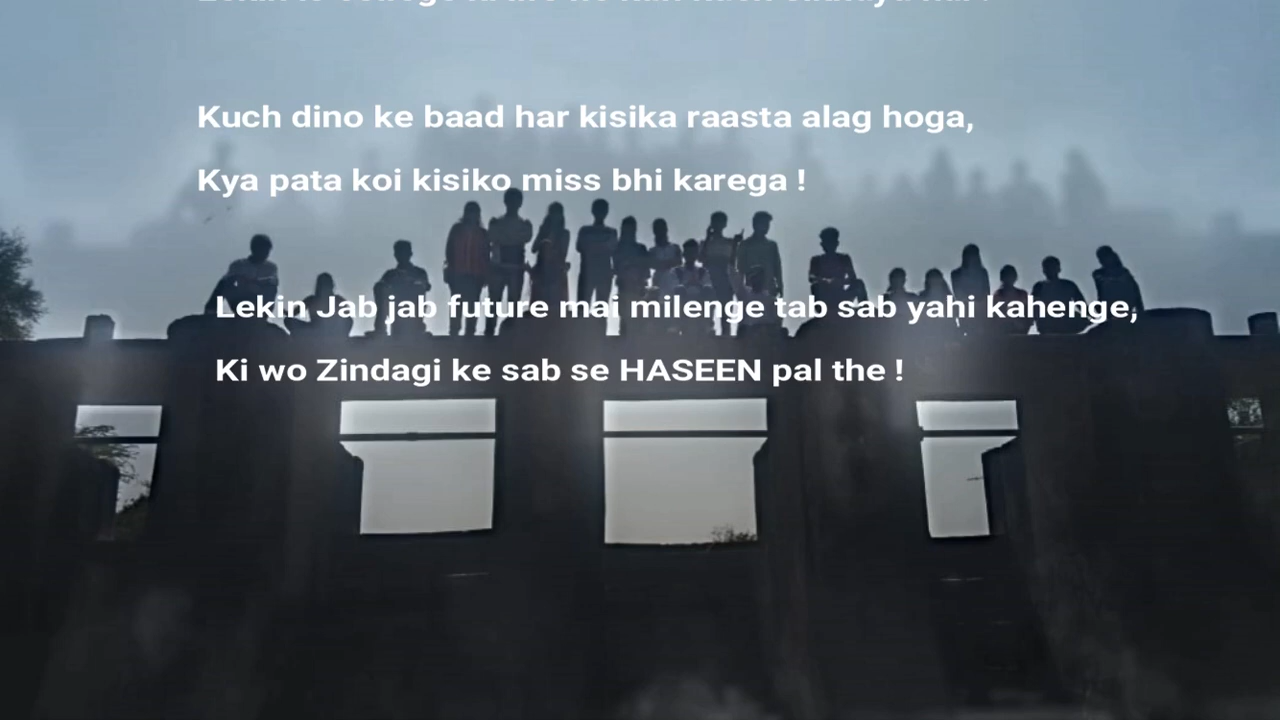 Kuch dino ke baad har kisika raasta alag hoga,
Kya pata koi kisiko miss bhi karega !
Lekin Jab jab future mai milenge tab sab yahi kahenge,
Ki wo Zindagi ke sab se HASEEN pal the !